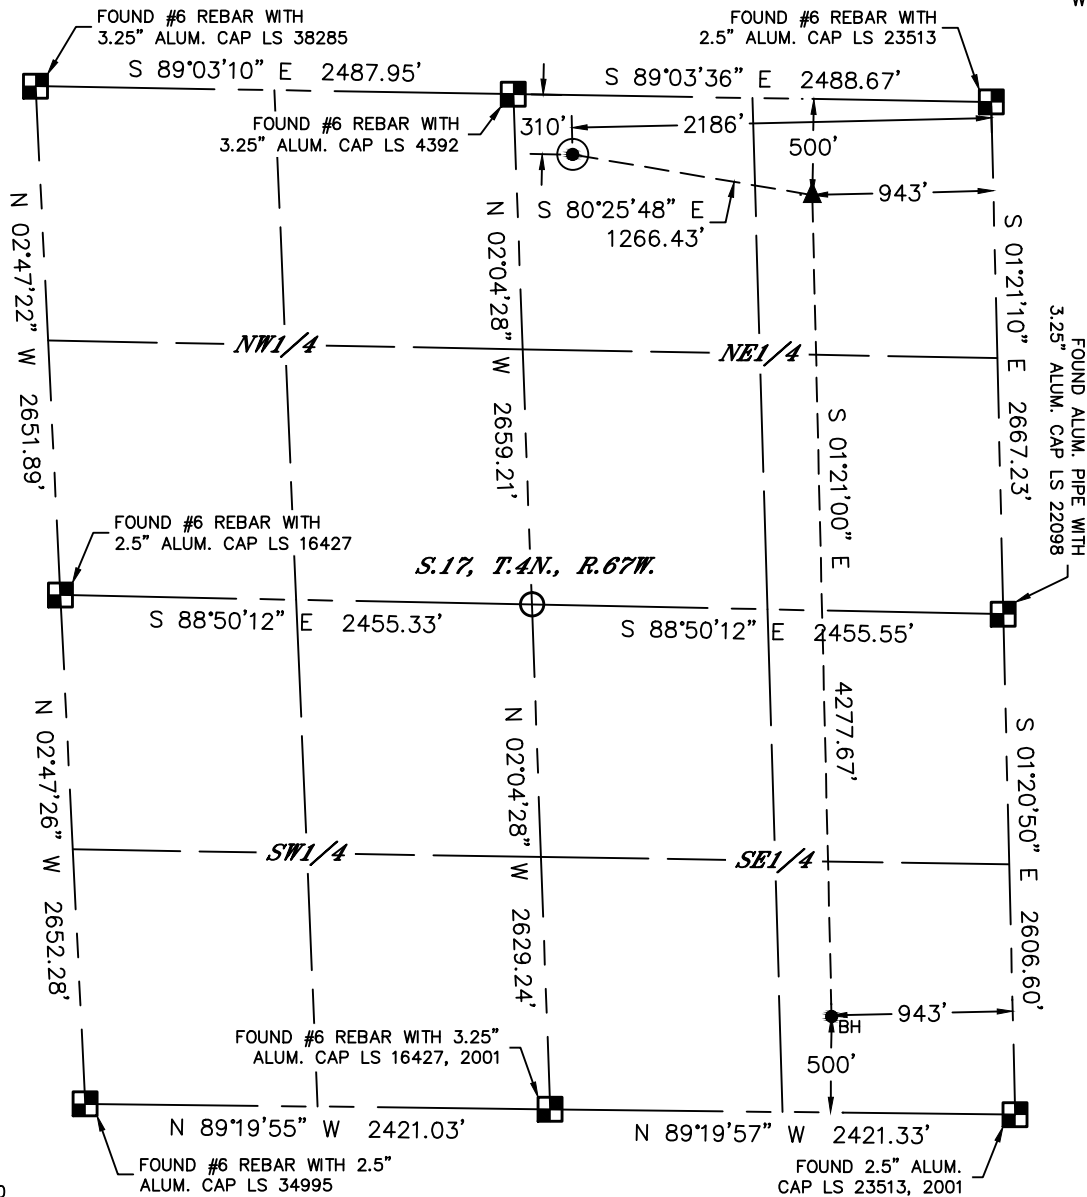 W
FOUND #6 REBAR WITH
3.25" ALUM. CAP LS 38285
FOUND #6 REBAR WITH
2.5" ALUM. CAP LS 23513
S 89°03'10" E 2487.95'
S 89°03'36" E 2488.67'
FOUND #6 REBAR WITH
3.25" ALUM. CAP LS 4392
310'
2186'
500'
943'
S 80°25'48" E
1266.43'
N 02°47'22" W 2651.89'
N 02°04'28" W 2659.21'
S 01°21'10" E 2667.23'
FOUND ALUM. PIPE WITH
3.25" ALUM. CAP LS 22098
NW1/4
NE1/4
S 01°21'00" E 4277.67'
FOUND #6 REBAR WITH
2.5" ALUM. CAP LS 16427
S.17, T.4N., R.67W.
S 88°50'12" E 2455.33'
S 88°50'12" E 2455.55'
N 02°47'26" W 2652.28'
N 02°04'28" W 2629.24'
S 01°20'50" E 2606.60'
SW1/4
SE1/4
943'
BH
500'
FOUND #6 REBAR WITH 3.25"
ALUM. CAP LS 16427, 2001
N 89°19'55" W 2421.03'
N 89°19'57" W 2421.33'
FOUND #6 REBAR WITH 2.5"
ALUM. CAP LS 34995
FOUND 2.5" ALUM.
CAP LS 23513, 2001